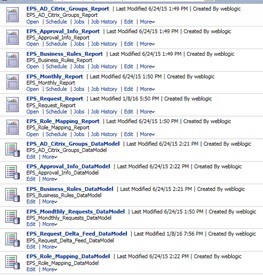 EPS_AD_Citrix_Groups_Report | Last Modified 6/24/15 1:49 PM | Created By weblogic
EPS_AD_Citrix_Groups_Report
Open | Schedule | Jobs | Job History | Edit | More
EPS_Approval_Info_Report | Last Modified 6/24/15 1:49 PM | Created By weblogic
EPS_Approval_Info_Report
Open | Schedule | Jobs | Job History | Edit | More
EPS_Business_Rules_Report | Last Modified 6/24/15 1:49 PM | Created By weblogic
EPS_Business_Rules_Report
Open | Schedule | Jobs | Job History | Edit | More
EPS_Monthly_Report | Last Modified 6/24/15 1:50 PM | Created By weblogic
EPS_Monthly_Report
Open | Schedule | Jobs | Job History | Edit | More
EPS_Request_Report | Last Modified 1/8/16 5:50 PM | Created By weblogic
EPS_Request_Report
Open | Schedule | Jobs | Job History | Edit | More
EPS_Role_Mapping_Report | Last Modified 6/24/15 1:50 PM | Created By weblogic
EPS_Role_Mapping_Report
Open | Schedule | Jobs | Job History | Edit | More
EPS_AD_Citrix_Groups_DataModel | Last Modified 6/24/15 2:21 PM | Created By weblogic
EPS_AD_Citrix_Groups_DataModel
Edit | More
EPS_Approval_Info_DataModel | Last Modified 6/24/15 2:22 PM | Created By weblogic
EPS_Approval_Info_DataModel
Edit | More
EPS_Business_Rules_DataModel | Last Modified 6/24/15 2:21 PM | Created By weblogic
EPS_Business_Rules_DataModel
Edit | More
EPS_Mondthly_Requests_DataModel | Last Modified 6/24/15 1:50 PM | Created By weblogic
EPS_Mondthly_Requests_DataModel
Edit | More
EPS_Request_Delta_Feed_DataModel | Last Modified 1/8/16 7:56 PM | Created By weblogic
EPS_Request_Delta_Feed_DataModel
Edit | More
EPS_Role_Mapping_DataModel | Last Modified 6/24/15 2:22 PM | Created By weblogic
EPS_Role_Mapping_DataModel
Edit | More